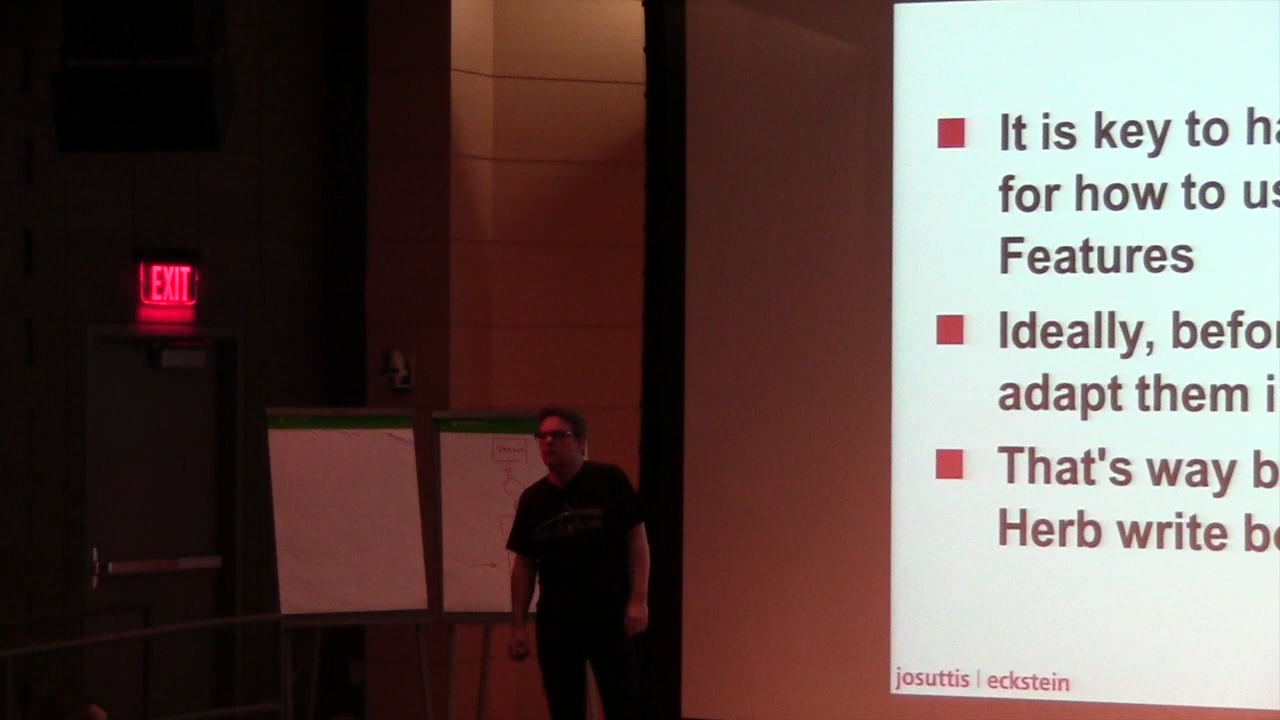 EXIT
It is key to ha
for how to us
Features
Ideally, befor
adapt them i
That's way b
Herb write be
josuttis | eckstein